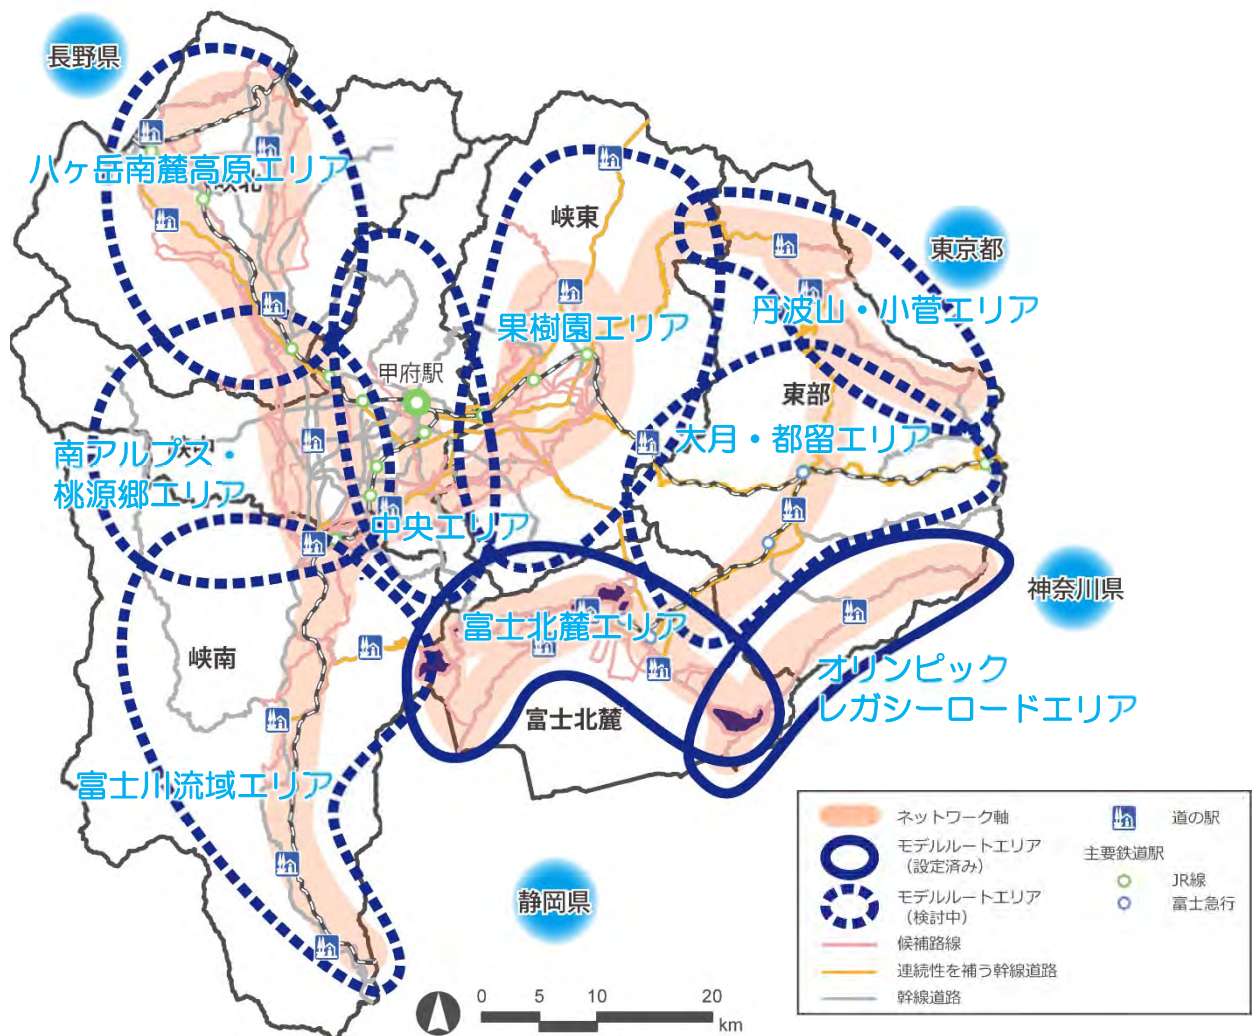 長野県
八ヶ岳南麓高原エリア
峡北
峡東
東京都
丹波山・小菅エリア
果樹園エリア
甲府駅
東部
大月・都留エリア
南アルプス・
桃源郷エリア
中央エリア
神奈川県
富士北麓エリア
峡南
オリンピック
レガシーロードエリア
富士北麓
富士川流域エリア
静岡県
ネットワーク軸
モデルルートエリア
（設定済み）
モデルルートエリア
（検討中）
候補路線
連続性を補う幹線道路
幹線道路
道の駅
主要鉄道駅
JR線
富士急行
0 5 10 20
km